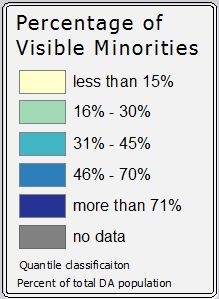 Percentage of
Visible Minorities
less than 15%
16% - 30%
31% - 45%
46% - 70%
more than 71%
no data
Quantile classificaiton
Percent of total DA population